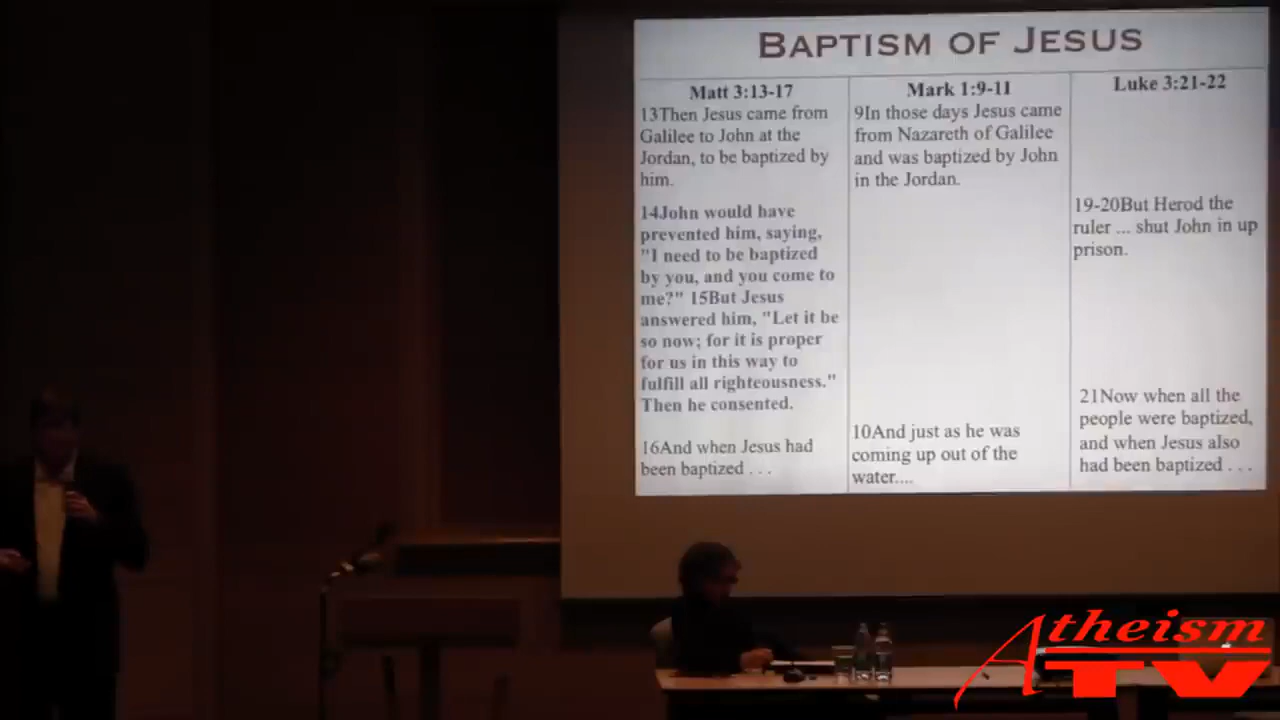 BAPTISM OF JESUS
Matt 3:13-17
13Then Jesus came from
Galilee to John at the
Jordan, to be baptized by
him.
14John would have
prevented him, saying,
"I need to be baptized
by you, and you come to
me?" 15But Jesus
answered him, "Let it be
so now; for it is proper
for us in this way to
fulfill all righteousness."
Then he consented.
16And when Jesus had
been baptized . . .
Mark 1:9-11
9In those days Jesus came
from Nazareth of Galilee
and was baptized by John
in the Jordan.
10And just as he was
coming up out of the
water....
Luke 3:21-22
19-20But Herod the
ruler ... shut John in up
prison.
21Now when all the
people were baptized,
and when Jesus also
had been baptized . . .
Atheism
TV